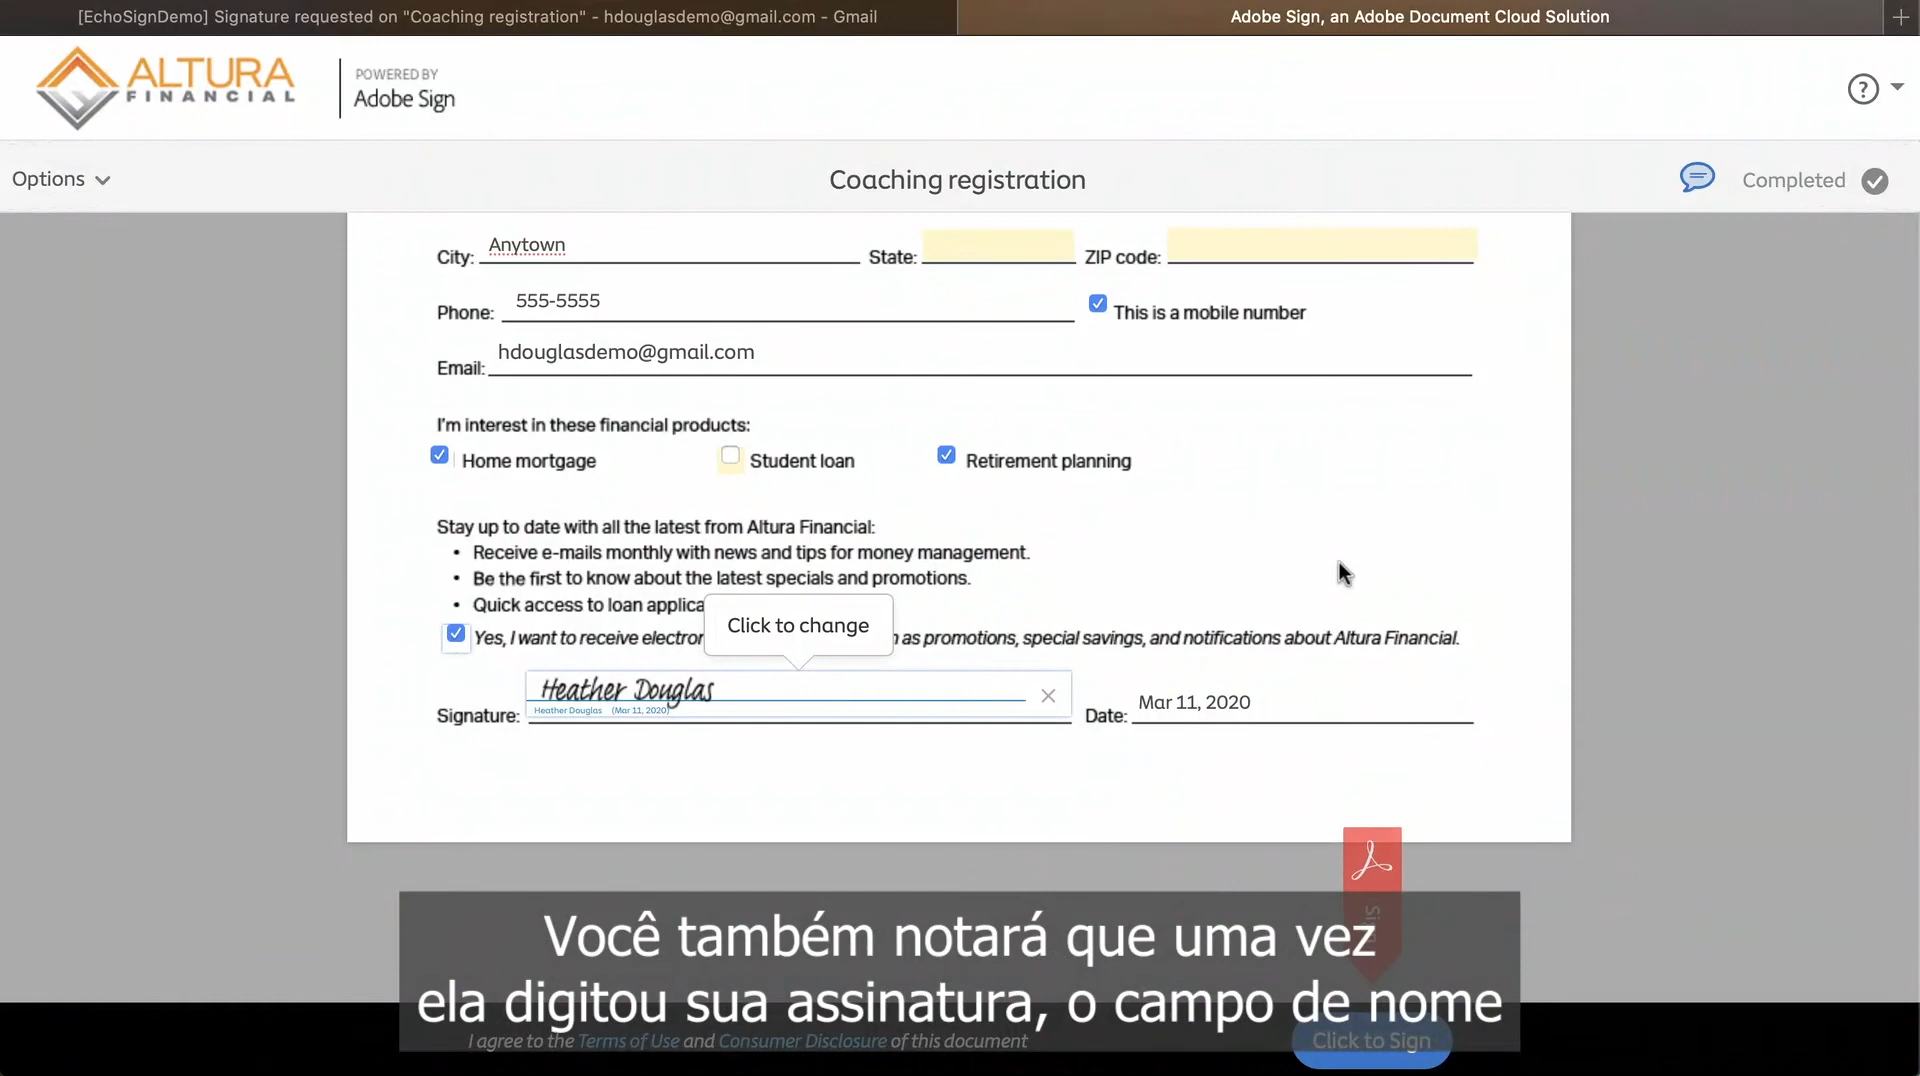 [EchoSignDemo] Signature requested on "Coaching registration" - hdouglasdemo@gmail.com - Gmail
Adobe Sign, an Adobe Document Cloud Solution
ALTURA
FINANCIAL
POWERED BY
Adobe Sign
Options
Coaching registration
Completed
City: Anytown State: ZIP code:
Phone: 555-5555 This is a mobile number
Email: hdouglasdemo@gmail.com
I'm interest in these financial products:
Home mortgage Student loan Retirement planning
Stay up to date with all the latest from Altura Financial:
• Receive e-mails monthly with news and tips for money management.
• Be the first to know about the latest specials and promotions.
• Quick access to loan
Click to change
Yes, I want to receive as promotions, special savings, and notifications about Altura Financial.
Signature: Heather Douglas
Heather Douglas (Mar 11, 2020)
Date: Mar 11, 2020
Você também notará que uma vez
ela digitou sua assinatura, o campo de nome
I agree to the Terms of Use and Consumer Disclosure of this document
Click to Sign